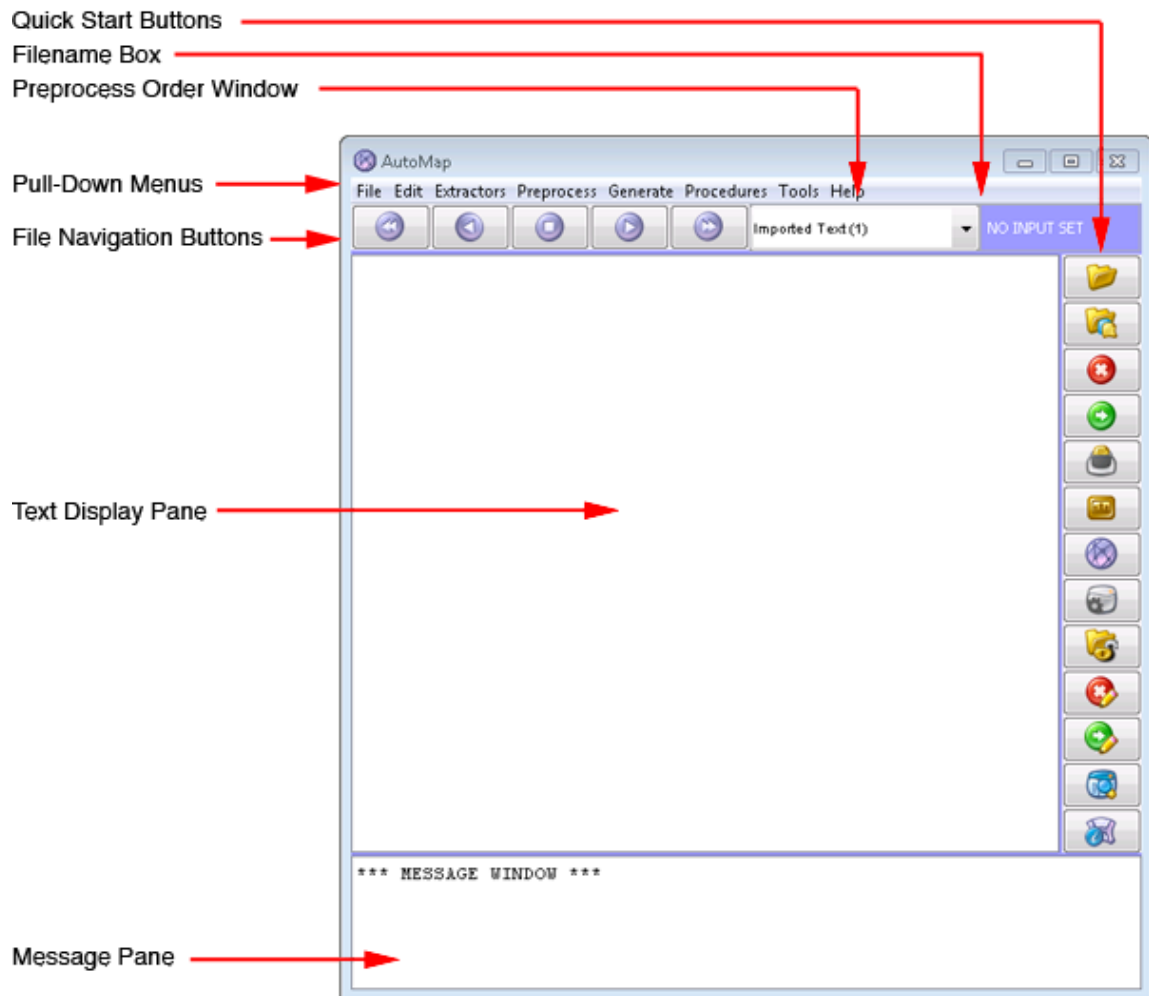 Quick Start Buttons
Filename Box
Preprocess Order Window
AutoMap
Pull-Down Menus
File Edit Extractors Preprocess Generate Procedures Tools Help
File Navigation Buttons
Imported Text (1)
NO INPUT SET
Text Display Pane
*** MESSAGE WINDOW ***
Message Pane